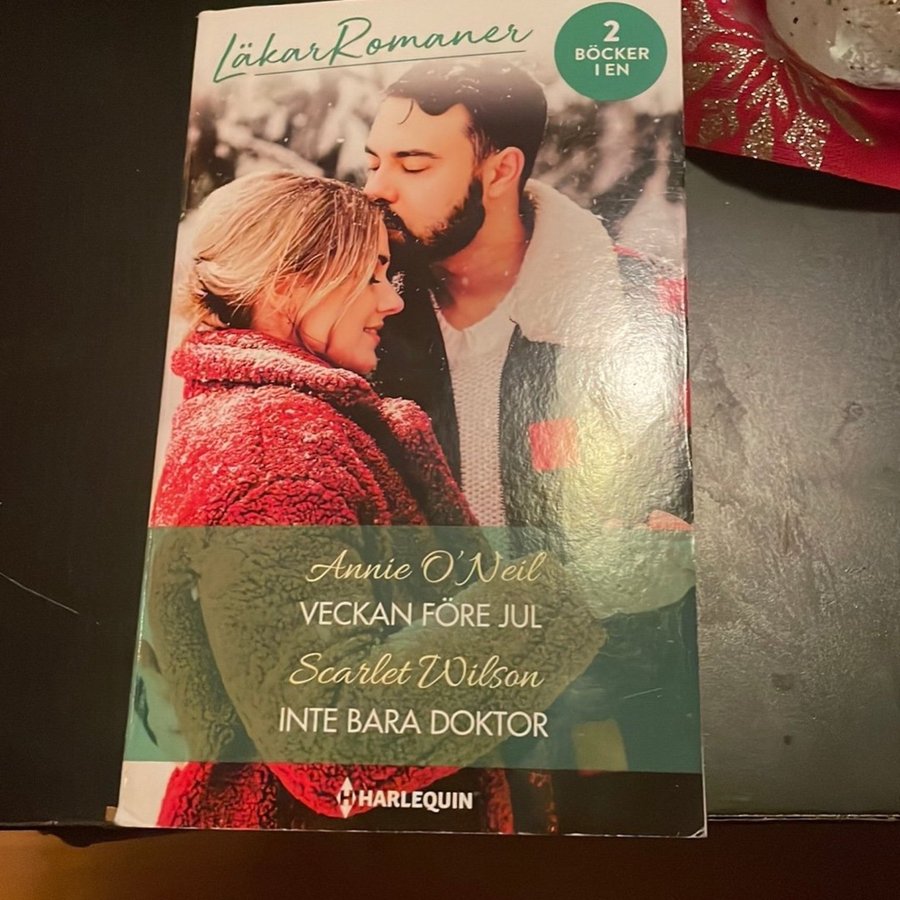 LäkarRomaner
2
BÖCKER
I EN
Annie O'Neil
VECKAN FÖRE JUL
Scarlet Wilson
INTE BARA DOKTOR
H HARLEQUIN